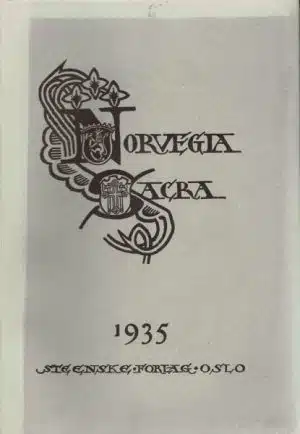 NORVEGIA
SACRA
1935
STEENSKE·FORLAG·OSLO